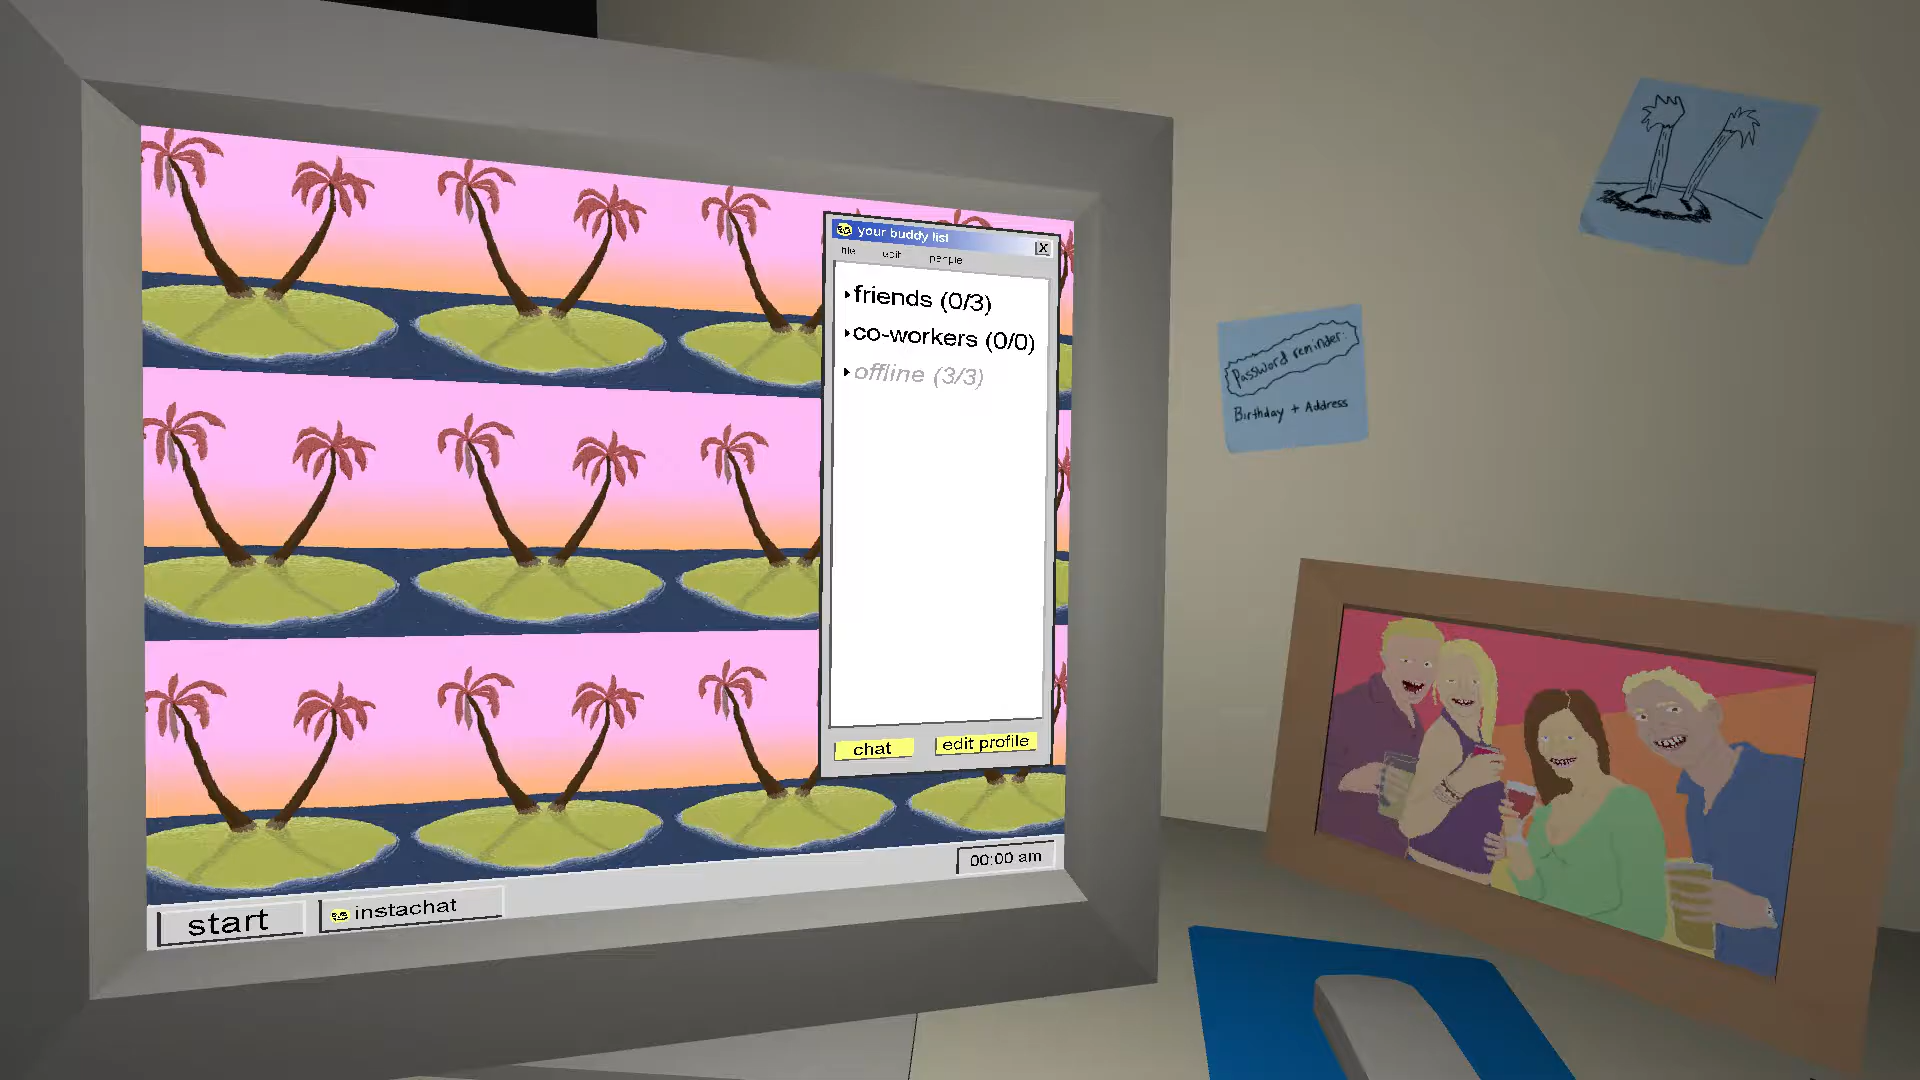 your buddy list
file edit people
friends (0/3)
co-workers (0/0)
offline (3/3)
chat edit profile
00:00 am
start instachat
Password reminder:
Birthday + Address